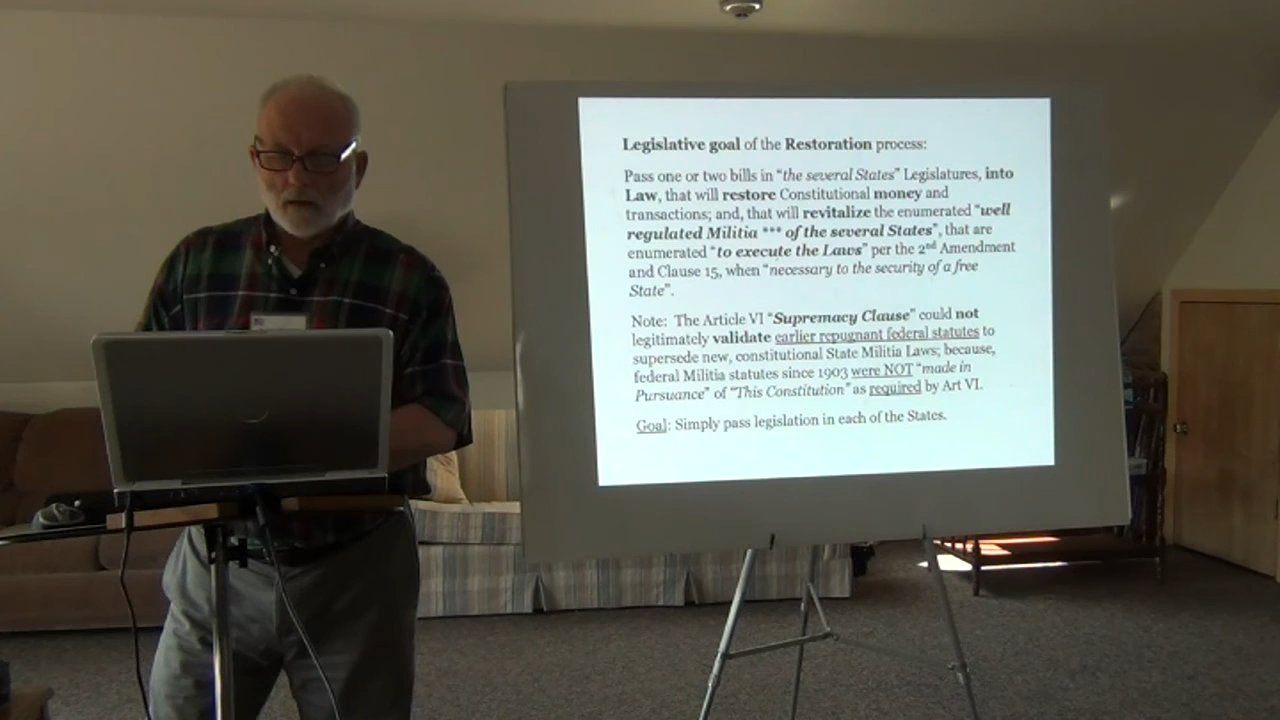 Legislative goal of the Restoration process:
Pass one or two bills in "the several States" Legislatures, into
Law, that will restore Constitutional money and
transactions; and, that will revitalize the enumerated "well
regulated Militia *** of the several States", that are
enumerated "to execute the Laws" per the 2nd Amendment
and Clause 15, when "necessary to the security of a free
State".
Note: The Article VI "Supremacy Clause" could not
legitimately validate earlier repugnant federal statutes to
supersede new, constitutional State Militia Laws; because,
federal Militia statutes since 1903 were NOT "made in
Pursuance" of "This Constitution" as required by Art VI.
Goal: Simply pass legislation in each of the States.